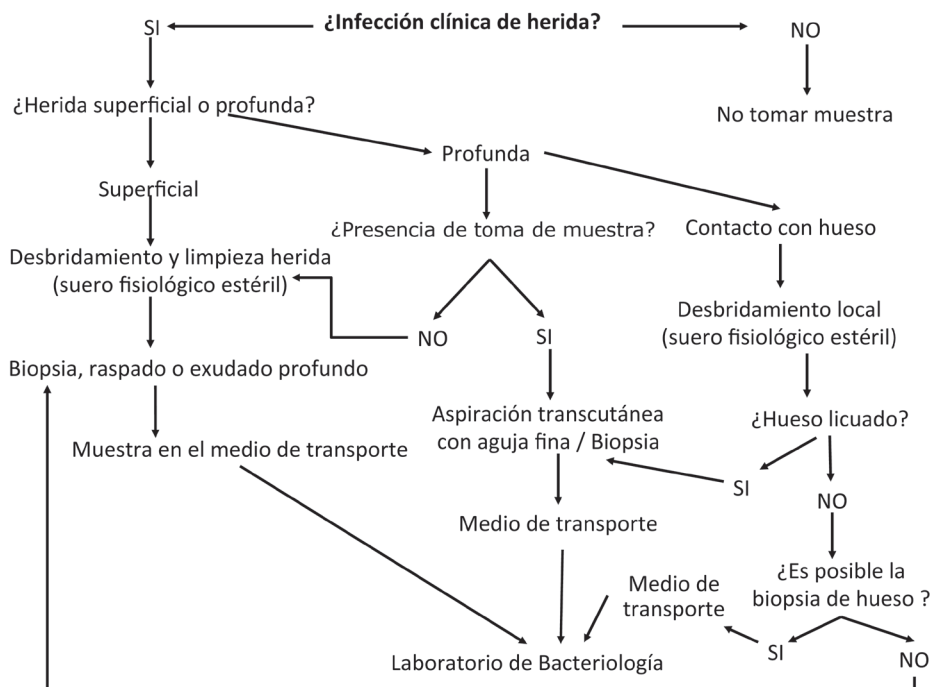 ¿Infección clínica de herida?
SI
NO
¿Herida superficial o profunda?
No tomar muestra
Profunda
Superficial
¿Presencia de toma de muestra?
Contacto con hueso
Desbridamiento y limpieza herida
(suero fisiológico estéril)
Desbridamiento local
(suero fisiológico estéril)
NO
SI
Biopsia, raspado o exudado profundo
Aspiración transcutánea
con aguja fina / Biopsia
¿Hueso licuado?
Muestra en el medio de transporte
SI
NO
Medio de transporte
¿Es posible la
biopsia de hueso ?
Medio de
transporte
SI
NO
Laboratorio de Bacteriología